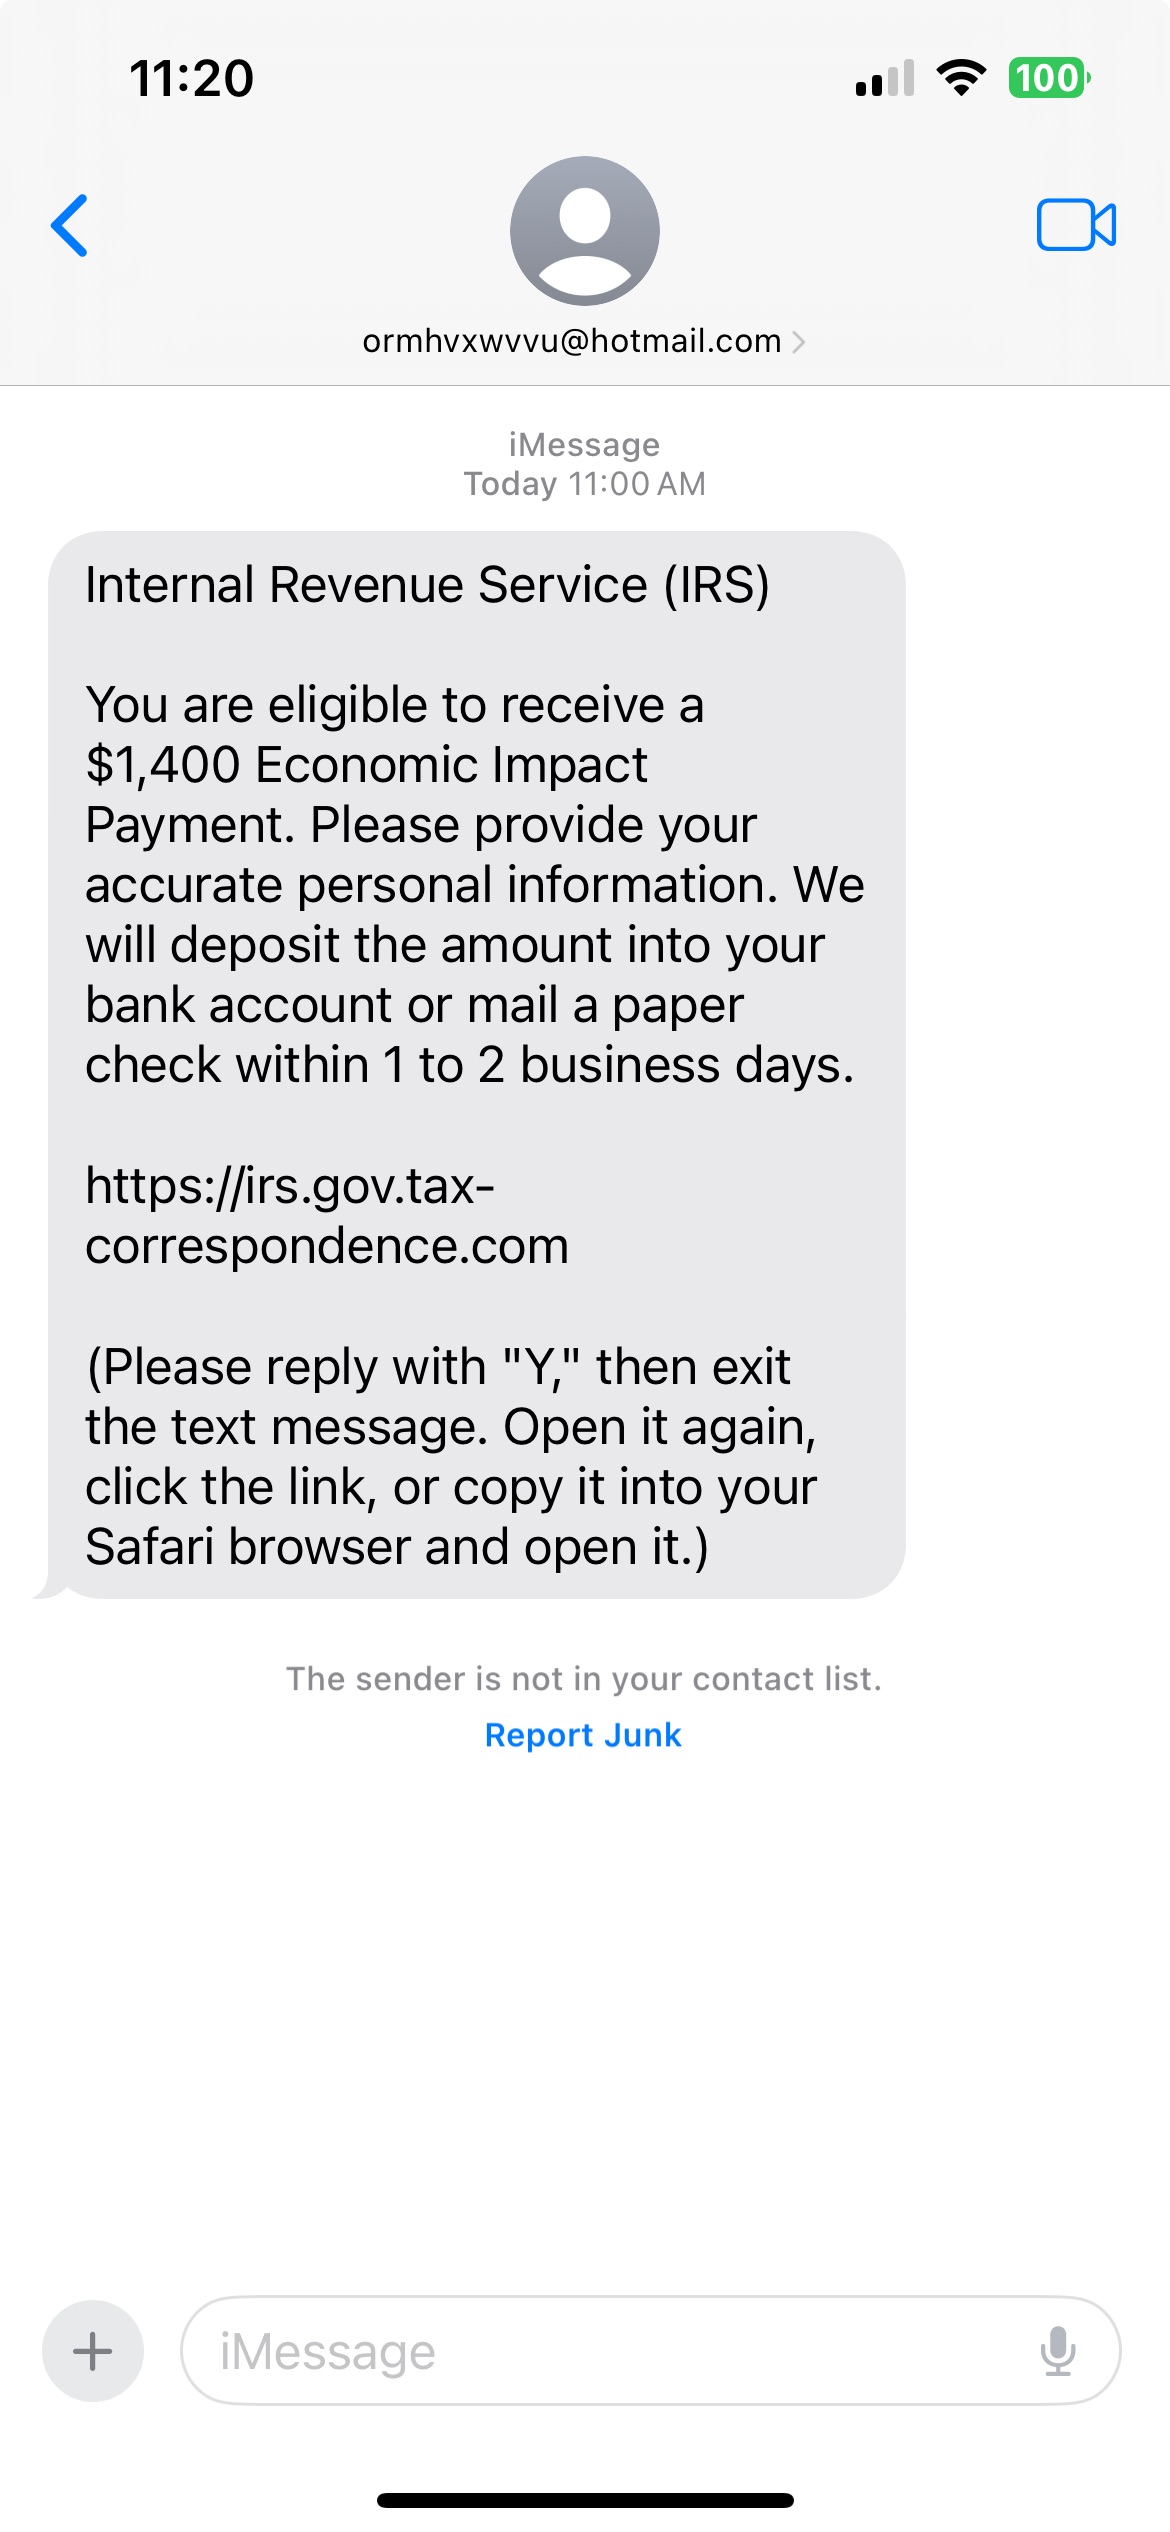 11:20
100
ormhvxwvvu@hotmail.com
iMessage
Today 11:00 AM
Internal Revenue Service (IRS)
You are eligible to receive a
$1,400 Economic Impact
Payment. Please provide your
accurate personal information. We
will deposit the amount into your
bank account or mail a paper
check within 1 to 2 business days.
https://irs.gov.tax-
correspondence.com
(Please reply with "Y," then exit
the text message. Open it again,
click the link, or copy it into your
Safari browser and open it.)
The sender is not in your contact list.
Report Junk
iMessage